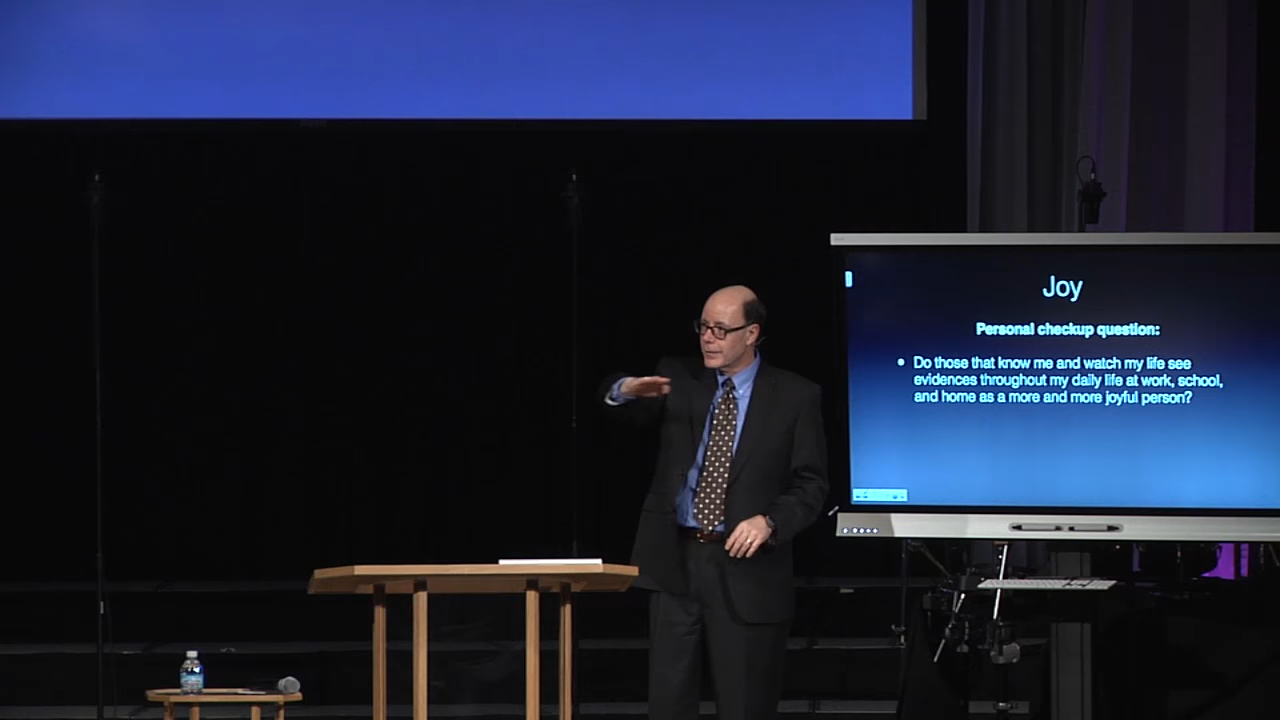 Joy
Personal checkup question:
• Do those that know me and watch my life see
evidences throughout my daily life at work, school,
and home as a more and more joyful person?